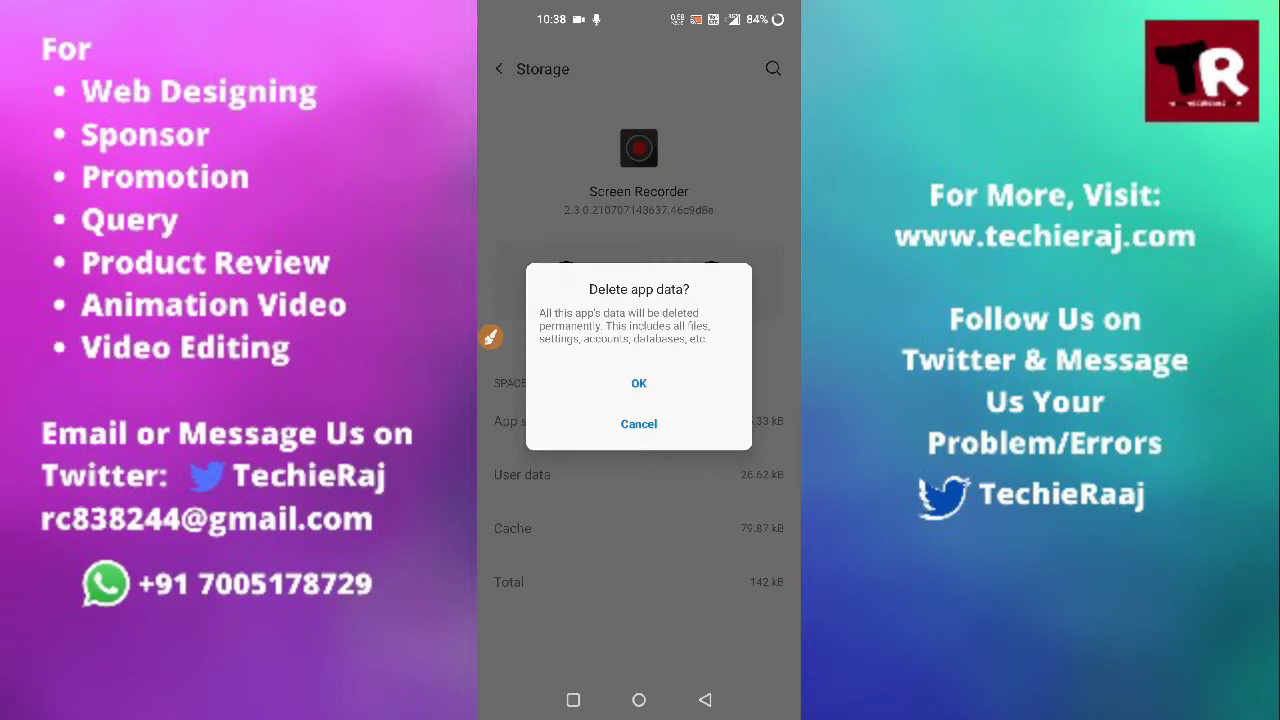 For
• Web Designing
• Sponsor
• Promotion
• Query
• Product Review
• Animation Video
• Video Editing
Email or Message Us on
Twitter: TechieRaj
rc838244@gmail.com
+91 7005178729
10:38
84%
Storage
Screen Recorder
2.3.0.210707143637.46c9d8e
Delete app data?
All this app's data will be deleted
permanently. This includes all files,
settings, accounts, databases, etc.
OK
Cancel
User data 26.62 kB
Cache 79.87 kB
Total 142 kB
TR
For More, Visit:
www.techieraj.com
Follow Us on
Twitter & Message
Us Your
Problem/Errors
TechieRaaj